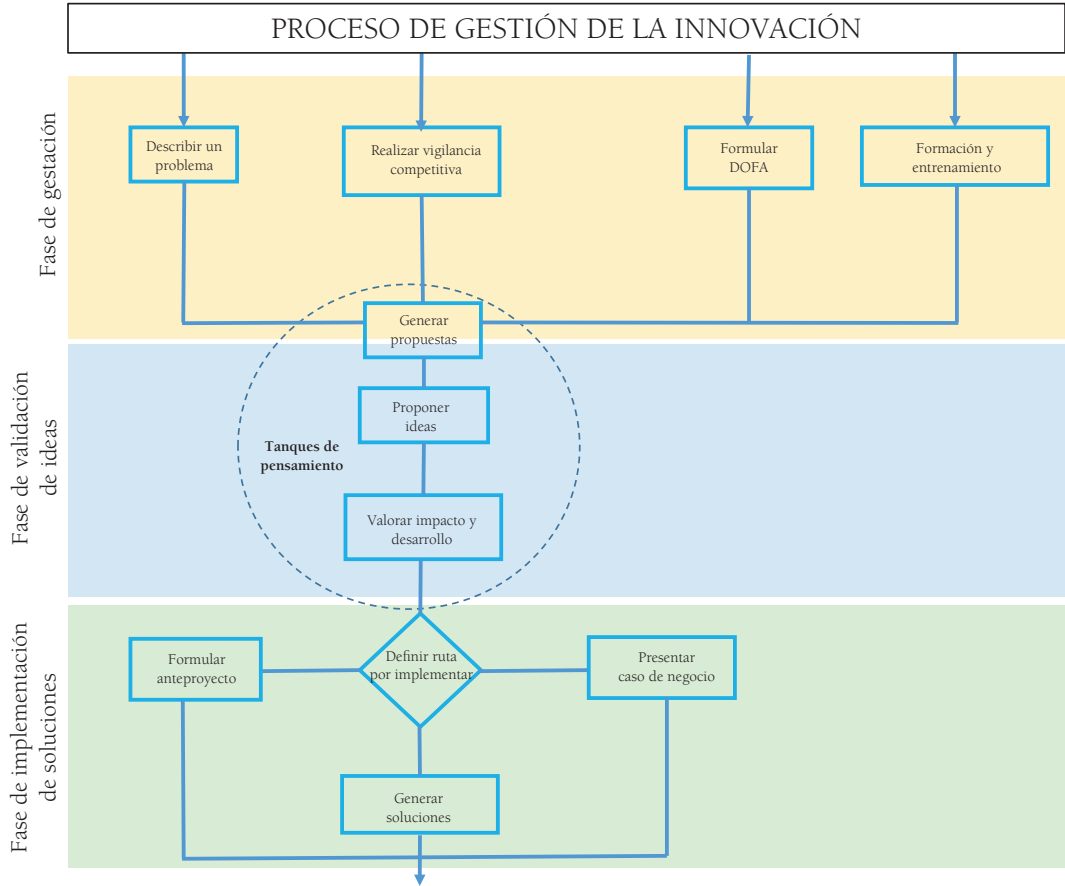 PROCESO DE GESTIÓN DE LA INNOVACIÓN
Fase de gestación
Describir un
problema
Realizar vigilancia
competitiva
Formular
DOFA
Formación y
entrenamiento
Generar
propuestas
Fase de validación
de ideas
Proponer
ideas
Tanques de
pensamiento
Valorar impacto y
desarrollo
Fase de implementación
de soluciones
Formular
anteproyecto
Definir ruta
por implementar
Presentar
caso de negocio
Generar
soluciones